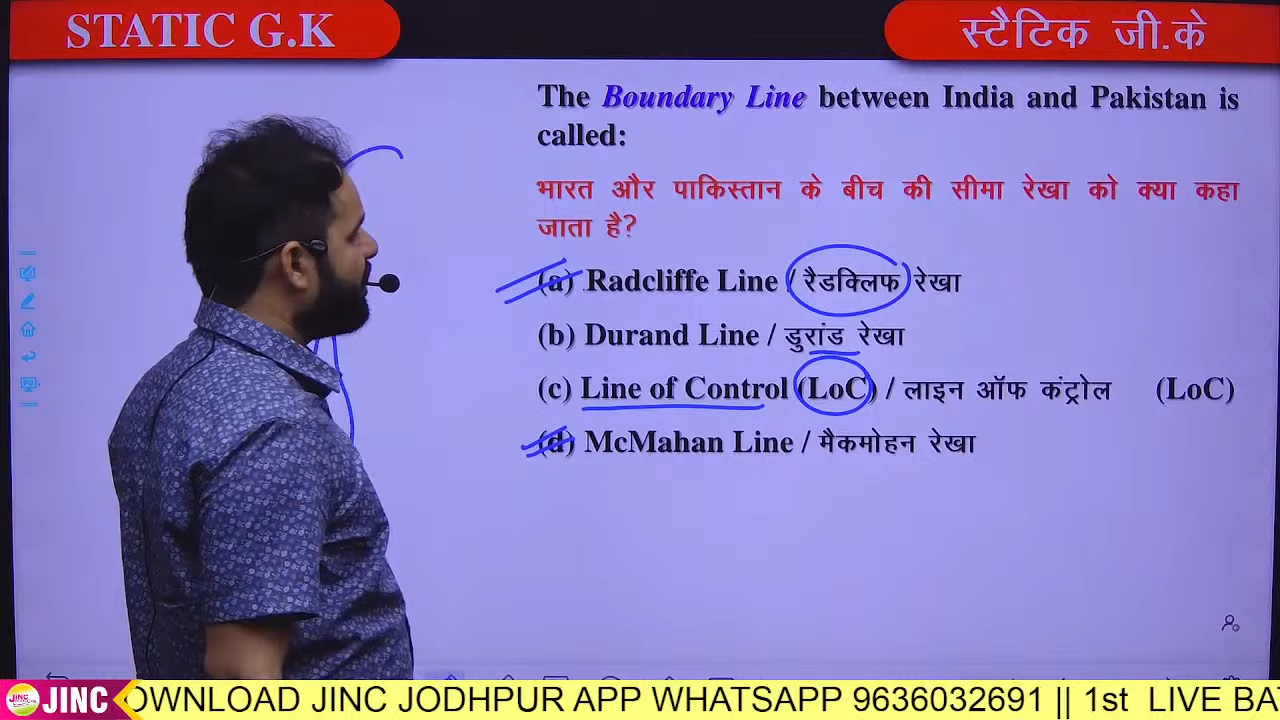 STATIC G.K
स्टैटिक जी.के
The Boundary Line between India and Pakistan is
called:
भारत और पाकिस्तान के बीच की सीमा रेखा को क्या कहा
जाता है?
(a) Radcliffe Line / रैडक्लिफ रेखा
(b) Durand Line / डुरांड रेखा
(c) Line of Control (LoC) / लाइन ऑफ कंट्रोल (LoC)
(d) McMahan Line / मैकमोहन रेखा
JINC
OWNLOAD JINC JODHPUR APP WHATSAPP 9636032691 || 1st LIVE BA